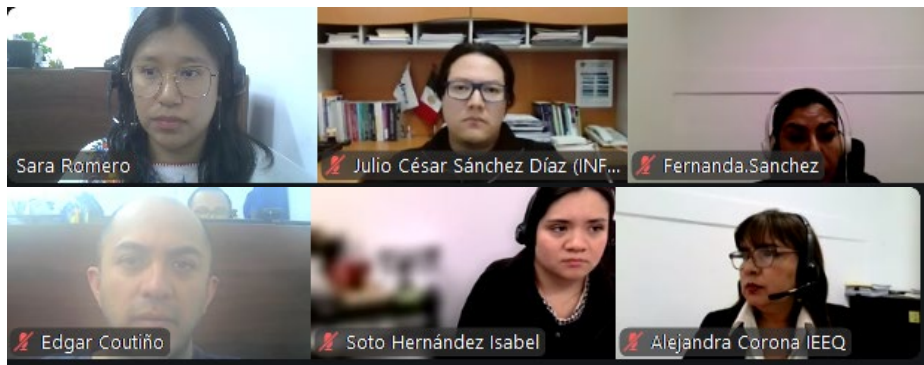 Sara Romero
Julio César Sánchez Díaz (INF...
Fernanda.Sanchez
Edgar Coutiño
Soto Hernández Isabel
Alejandra Corona IEEQ